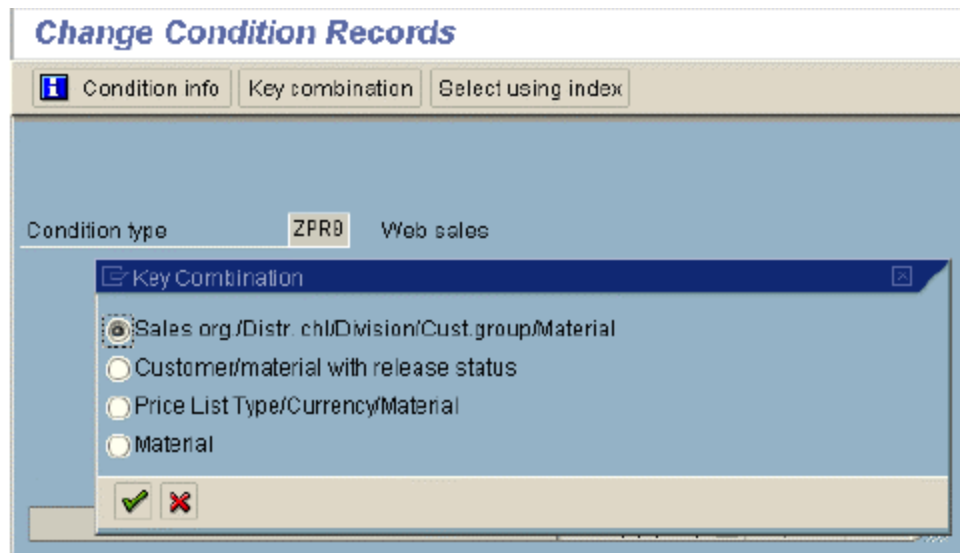 Change Condition Records
Condition info Key combination Select using index
Condition type ZPR9 Web sales
Key Combination
Sales org./Distr. chl/Division/Cust.group/Material
Customer/material with release status
Price List Type/Currency/Material
Material